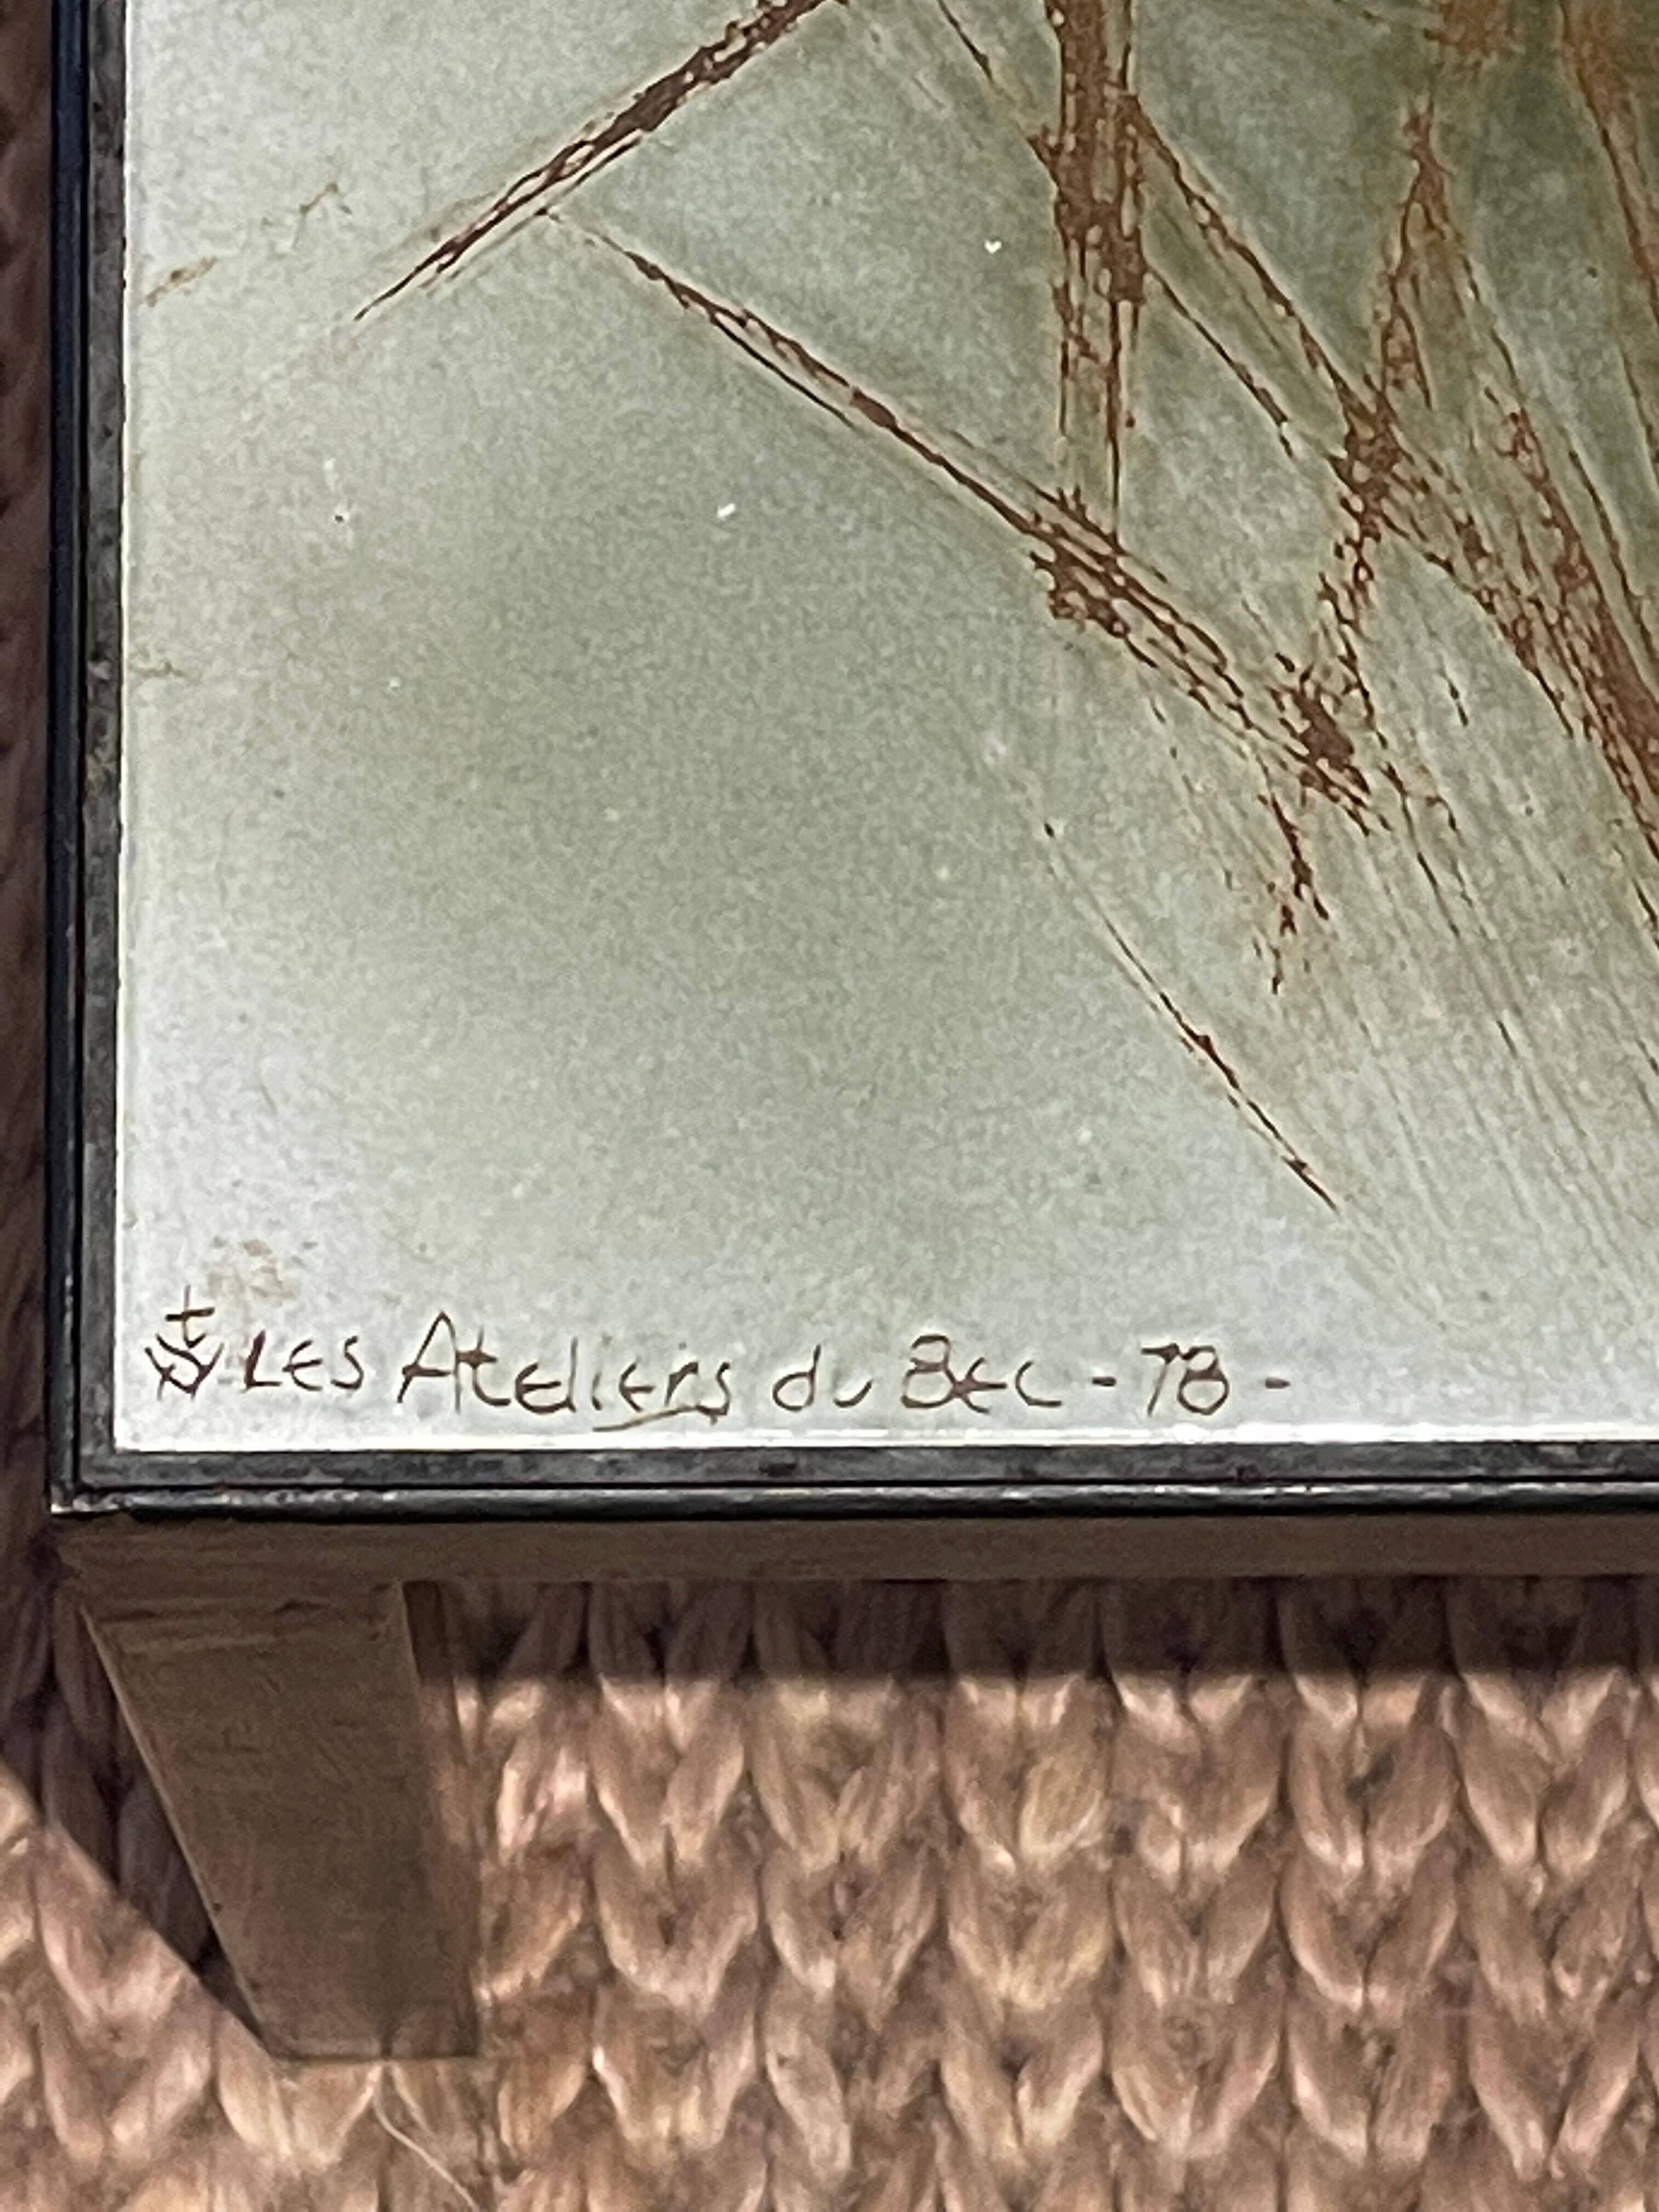 LES Ateliers du BEC - 78 -